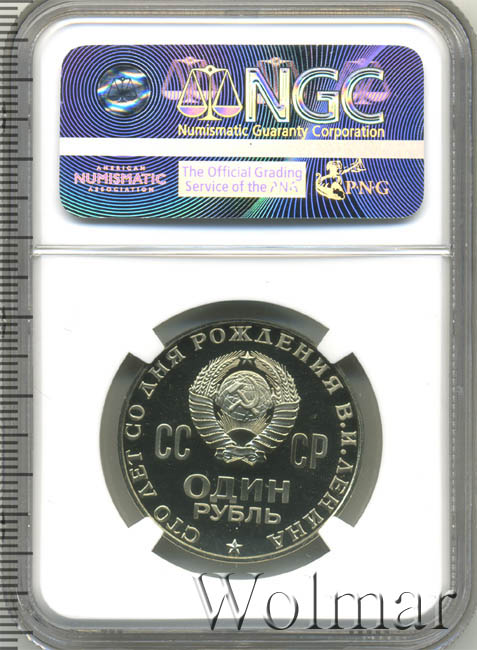 NGC
Numismatic Guaranty Corporation
AMERICAN
NUMISMATIC
ASSOCIATION
The Official Grading
Service of the PNG
PNG
СТО ЛЕТ СО ДНЯ РОЖДЕНИЯ В.И.ЛЕНИНА
СС СР
ОДИН
РУБЛЬ
Wolmar